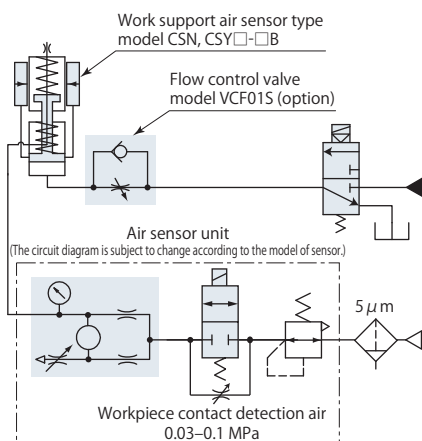 Work support air sensor type
model CSN, CSY□-□B
Flow control valve
model VCF01S (option)
Air sensor unit
(The circuit diagram is subject to change according to the model of sensor.)
5μm
Workpiece contact detection air
0.03–0.1 MPa